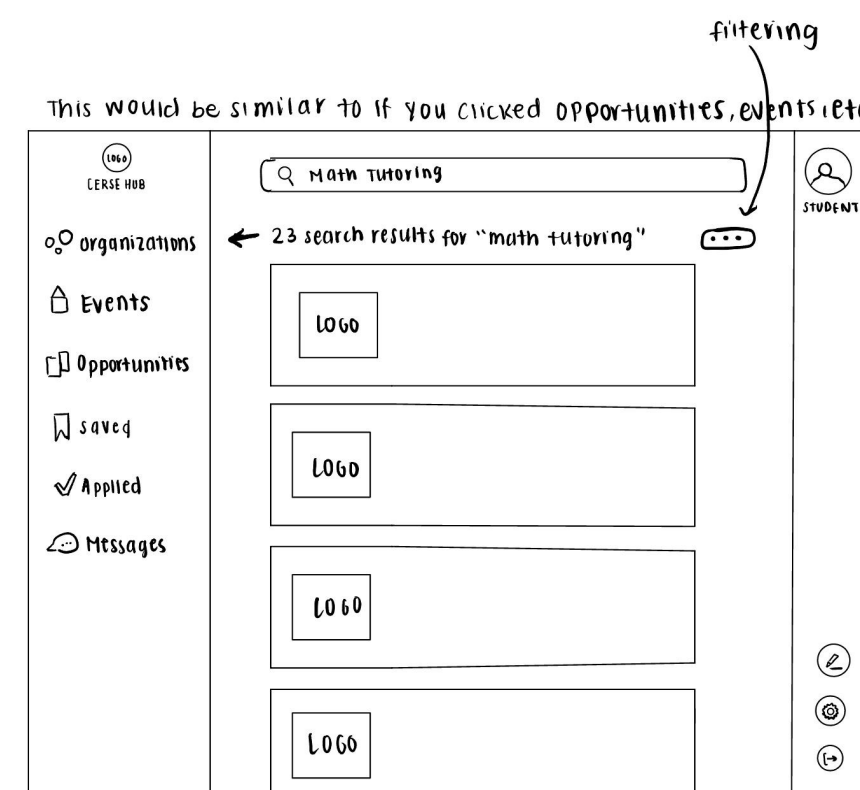 filtering
This would be similar to if you clicked opportunities, events, etc
LOGO
CERSE HUB
organizations
Events
Opportunities
saved
Applied
Messages
Math Tutoring
← 23 search results for "math tutoring"
LOGO
LOGO
LOGO
LOGO
STUDENT